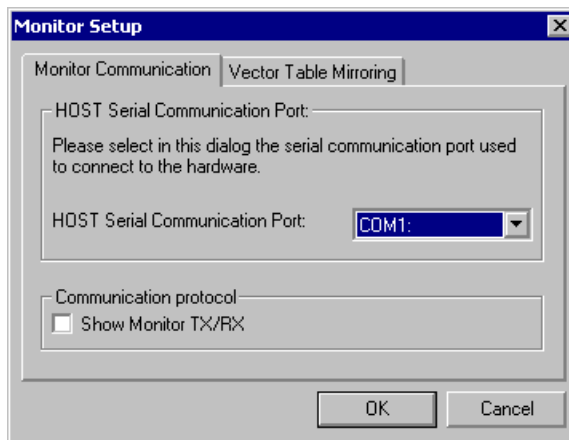 Monitor Setup
Monitor Communication
Vector Table Mirroring
HOST Serial Communication Port:
Please select in this dialog the serial communication port used
to connect to the hardware.
HOST Serial Communication Port:
COM1:
Communication protocol
Show Monitor TX/RX
OK
Cancel